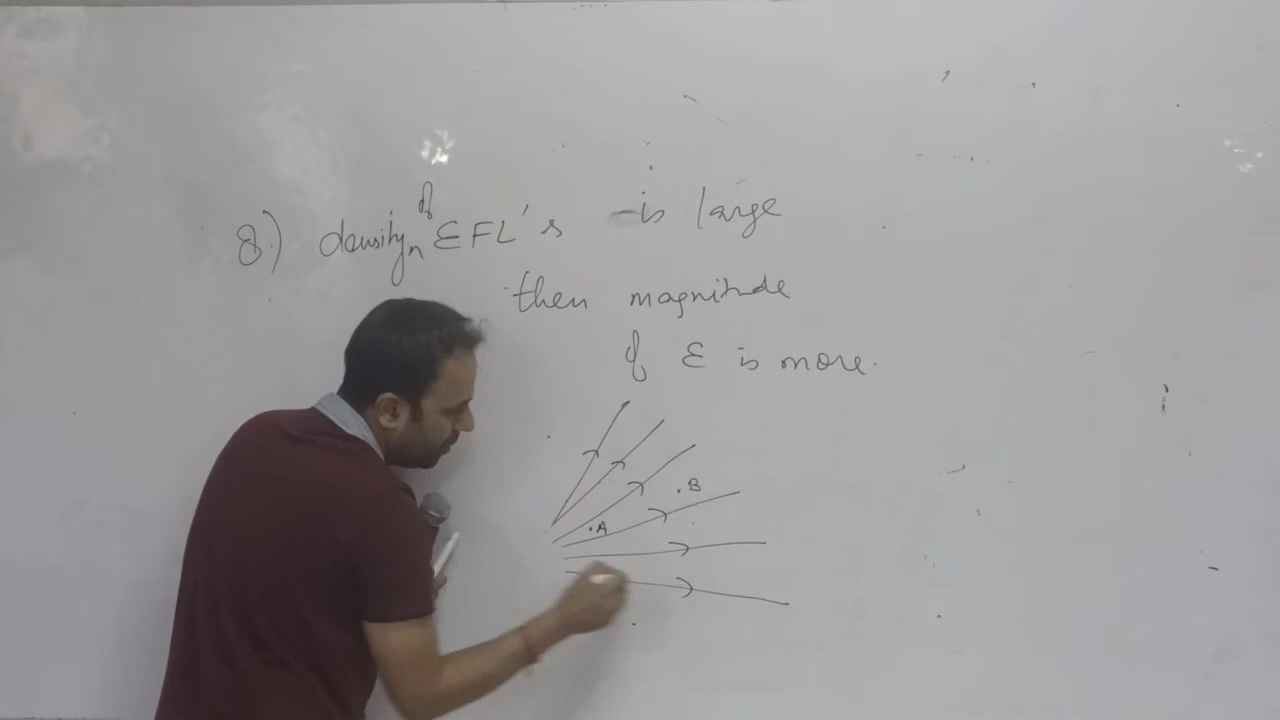 8.) density of EFL's is large
then magnitude
of E is more.
.B
.A